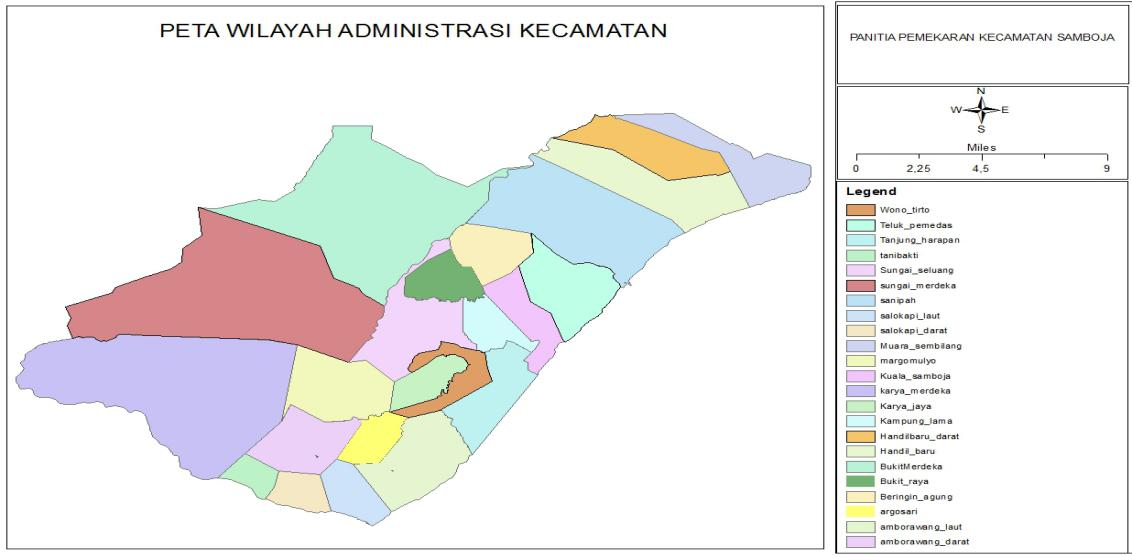 PETA WILAYAH ADMINISTRASI KECAMATAN
PANITIA PEMEKARAN KECAMATAN SAMBOJA
N
W E
S
Miles
0 2,25 4,5 9
Legend
Wono_tirto
Teluk_pemedas
Tanjung_harapan
tanibakti
Sungai_seluang
sungai_merdeka
sanipah
salokapi_laut
salokapi_darat
Muara_sembilang
margomulyo
Kuala_samboja
karya_merdeka
Karya_jaya
Kampung_lama
Handilbaru_darat
Handil_baru
BukitMerdeka
Bukit_raya
Beringin_agung
argosari
amborawang_laut
amborawang_darat